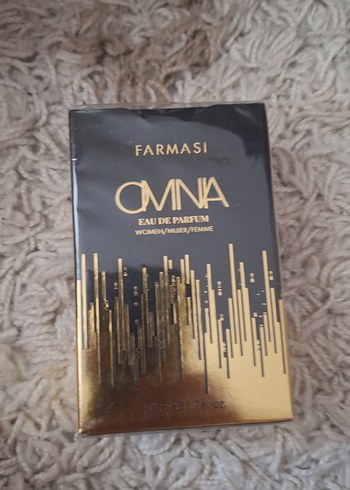 FARMASİ
OMNIA
EAU DE PARFUM
WOMEN/MUJER/FEMME